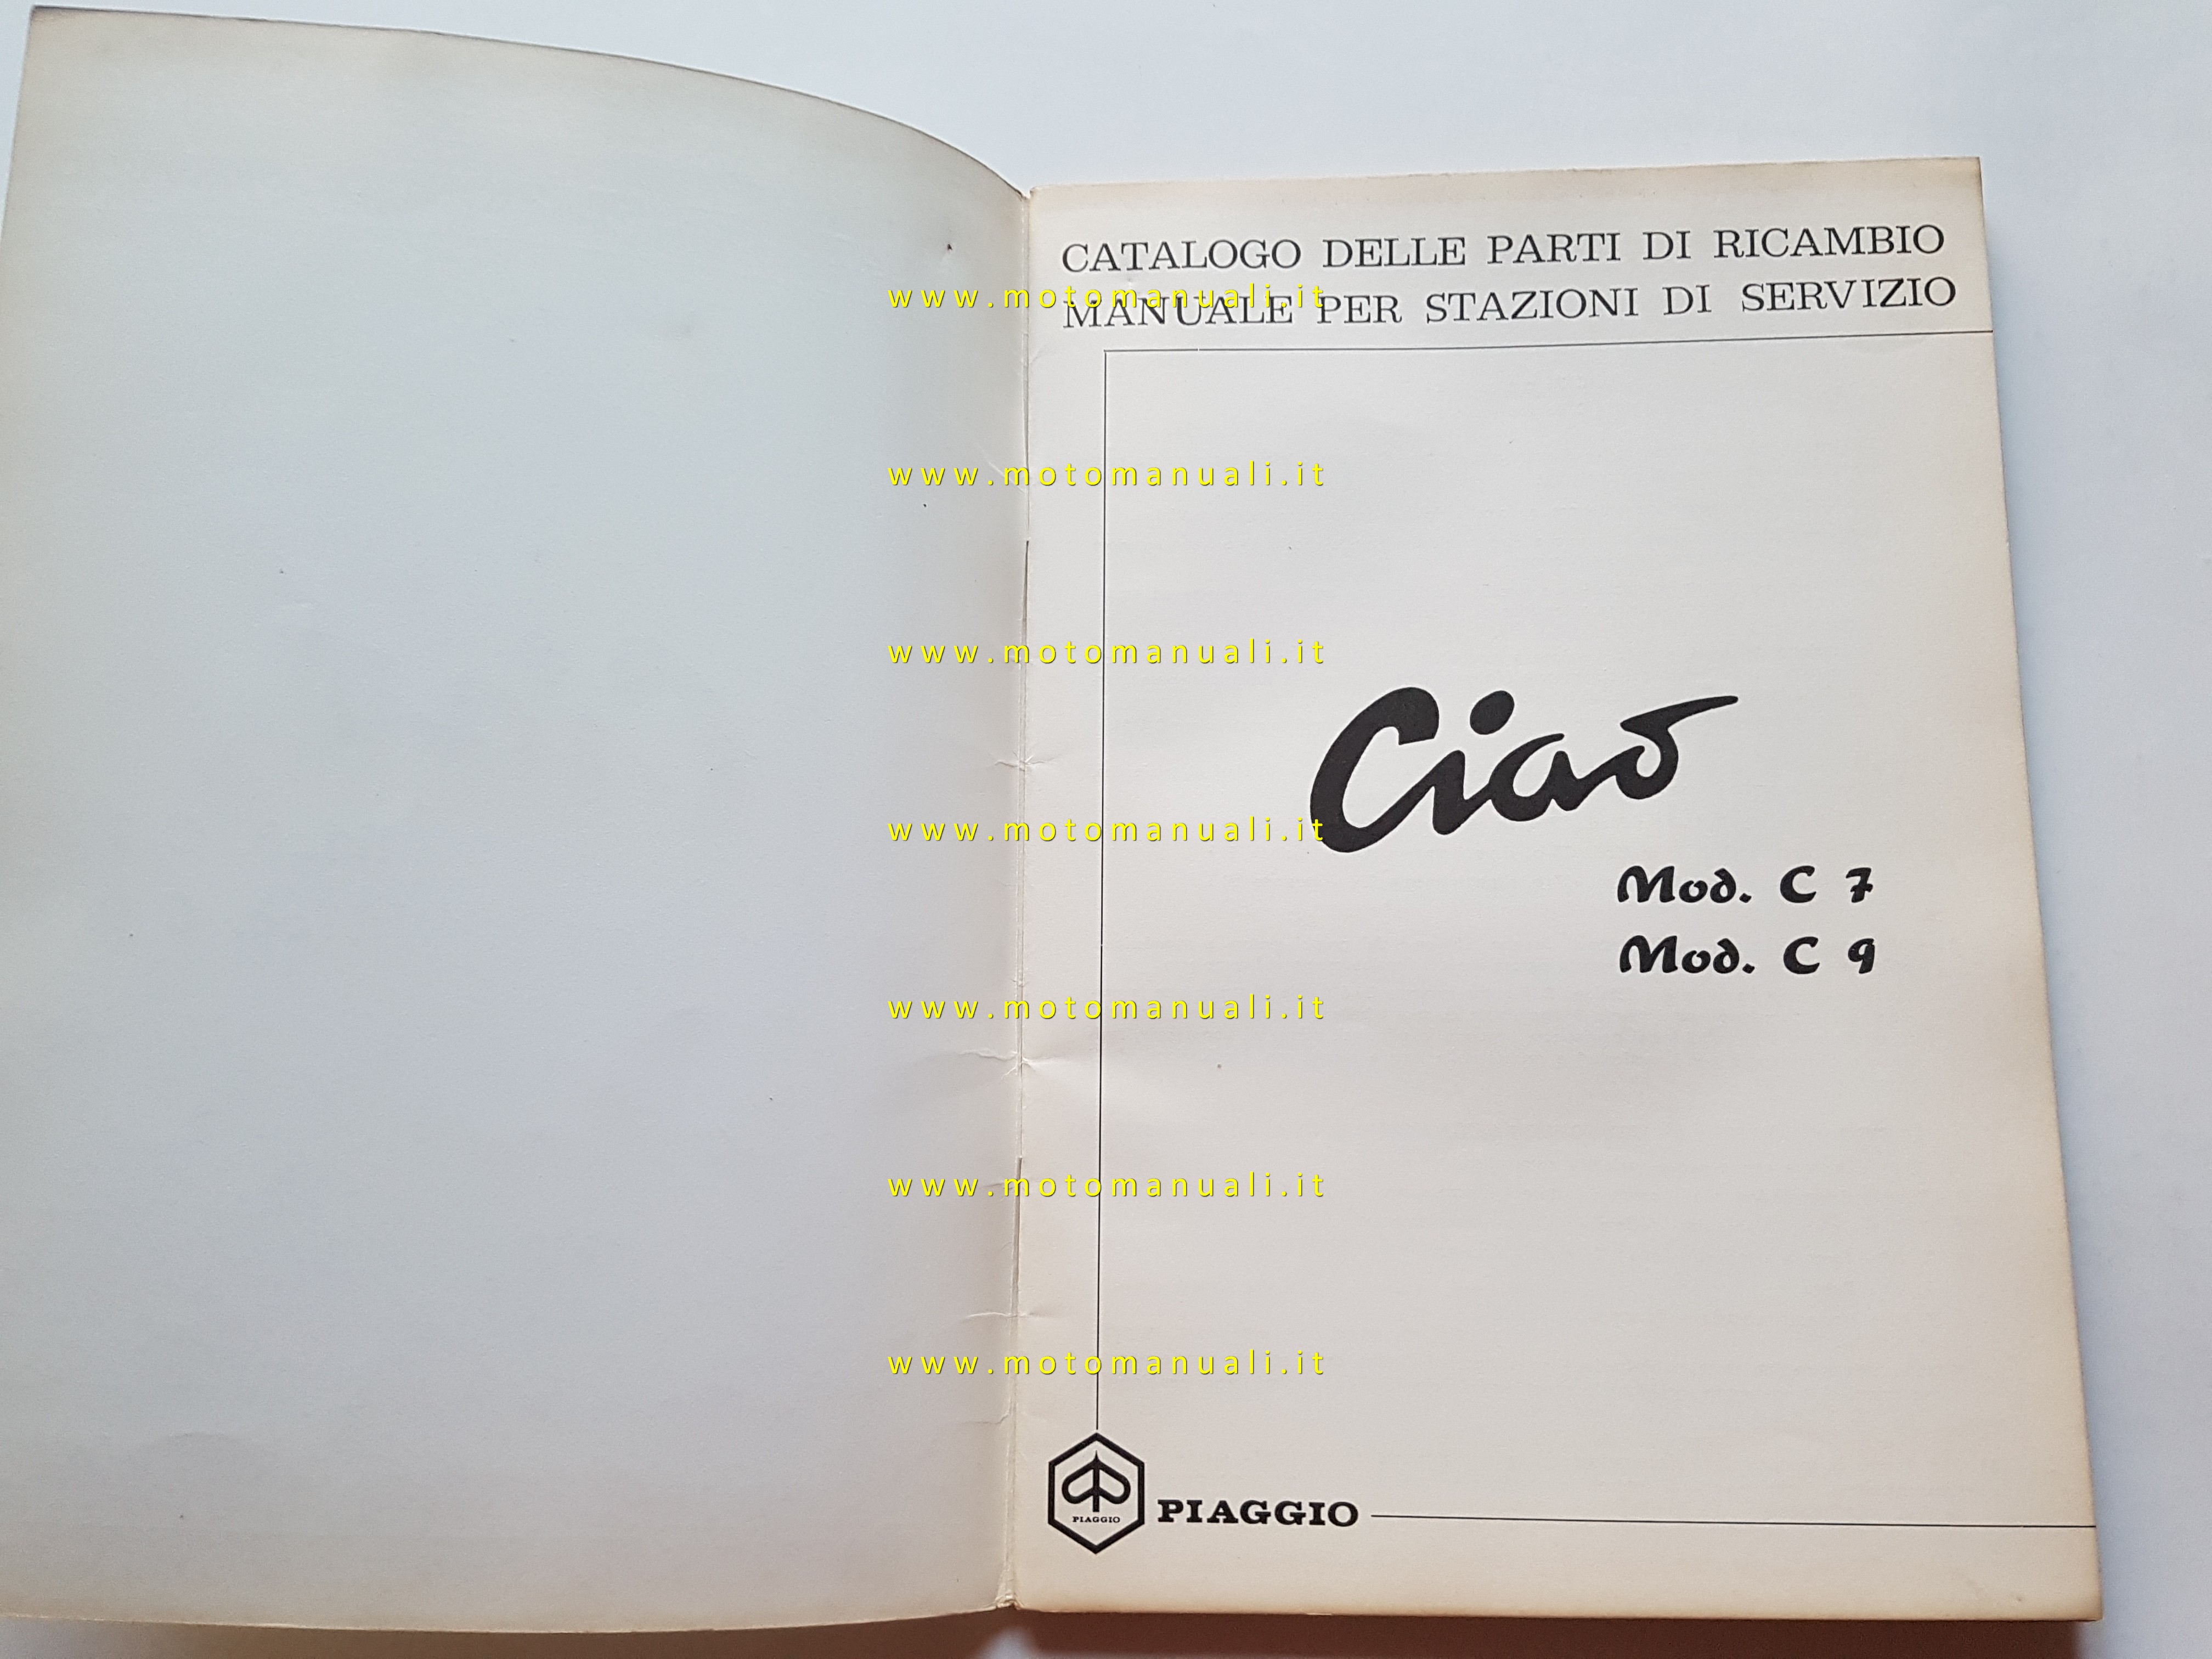 CATALOGO DELLE PARTI DI RICAMBIO
www.motomanuali.it
MANUALE PER STAZIONI DI SERVIZIO
www.motomanuali.it
www.motomanuali.it
Ciao
www.motomanuali.it
Mod. C 7
Mod. C 9
www.motomanuali.it
www.motomanuali.it
www.motomanuali.it
PIAGGIO
PIAGGIO